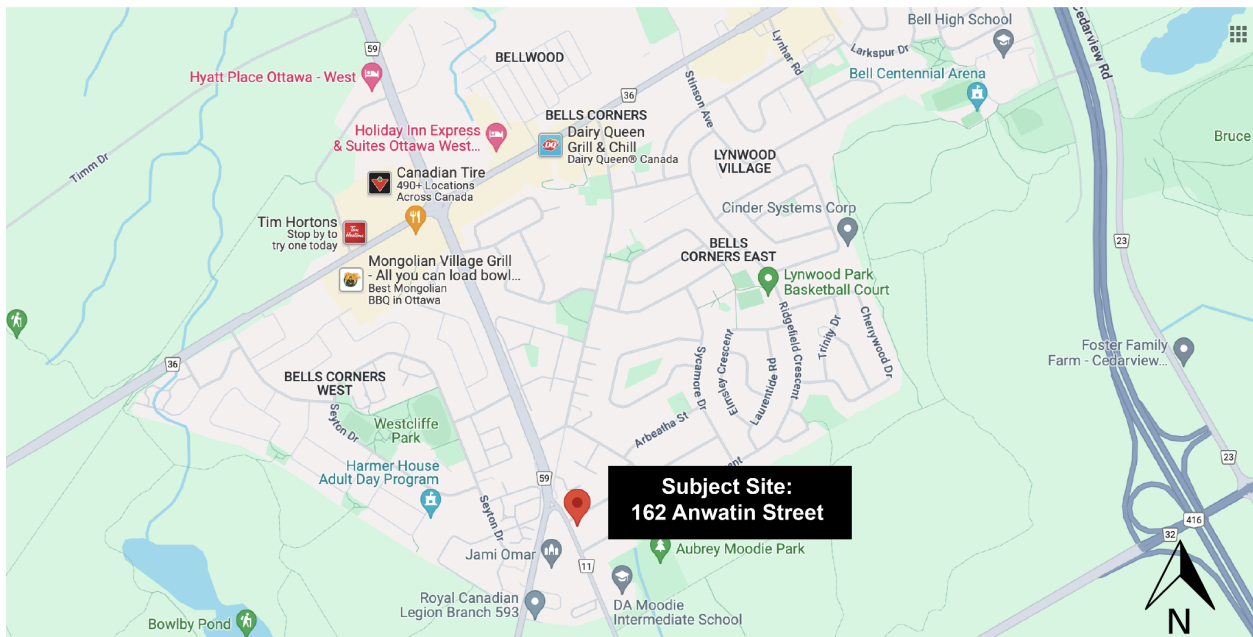 Bell High School
Cedarview Rd
59
BELLWOOD
Lynhar Rd
Larkspur Dr
Hyatt Place Ottawa - West
Bell Centennial Arena
Stinson Ave
36
BELLS CORNERS
Holiday Inn Express
& Suites Ottawa West...
DQ
Dairy Queen
Grill & Chill
Dairy Queen® Canada
Bruce
Timm Dr
LYNWOOD
VILLAGE
Canadian Tire
490+ Locations
Across Canada
Cinder Systems Corp
Tim Hortons
Stop by to
try one today
Tim
Hortons
23
BELLS
CORNERS EAST
Mongolian Village Grill
- All you can load bowl...
Best Mongolian
BBQ in Ottawa
Lynwood Park
Basketball Court
Ridgefield Crescent
Trinity Dr
Cherrywood Dr
Foster Family
Farm - Cedarview...
36
Sycamore Dr
Elmsley Crescent
Laurentide Rd
BELLS CORNERS
WEST
Seyton Dr
Westcliffe
Park
Arbeatha St
ent
23
Harmer House
Adult Day Program
59
Subject Site:
162 Anwatin Street
Seyton Dr
416
32
Jami Omar
Aubrey Moodie Park
11
Royal Canadian
Legion Branch 593
DA Moodie
Intermediate School
Bowlby Pond
N